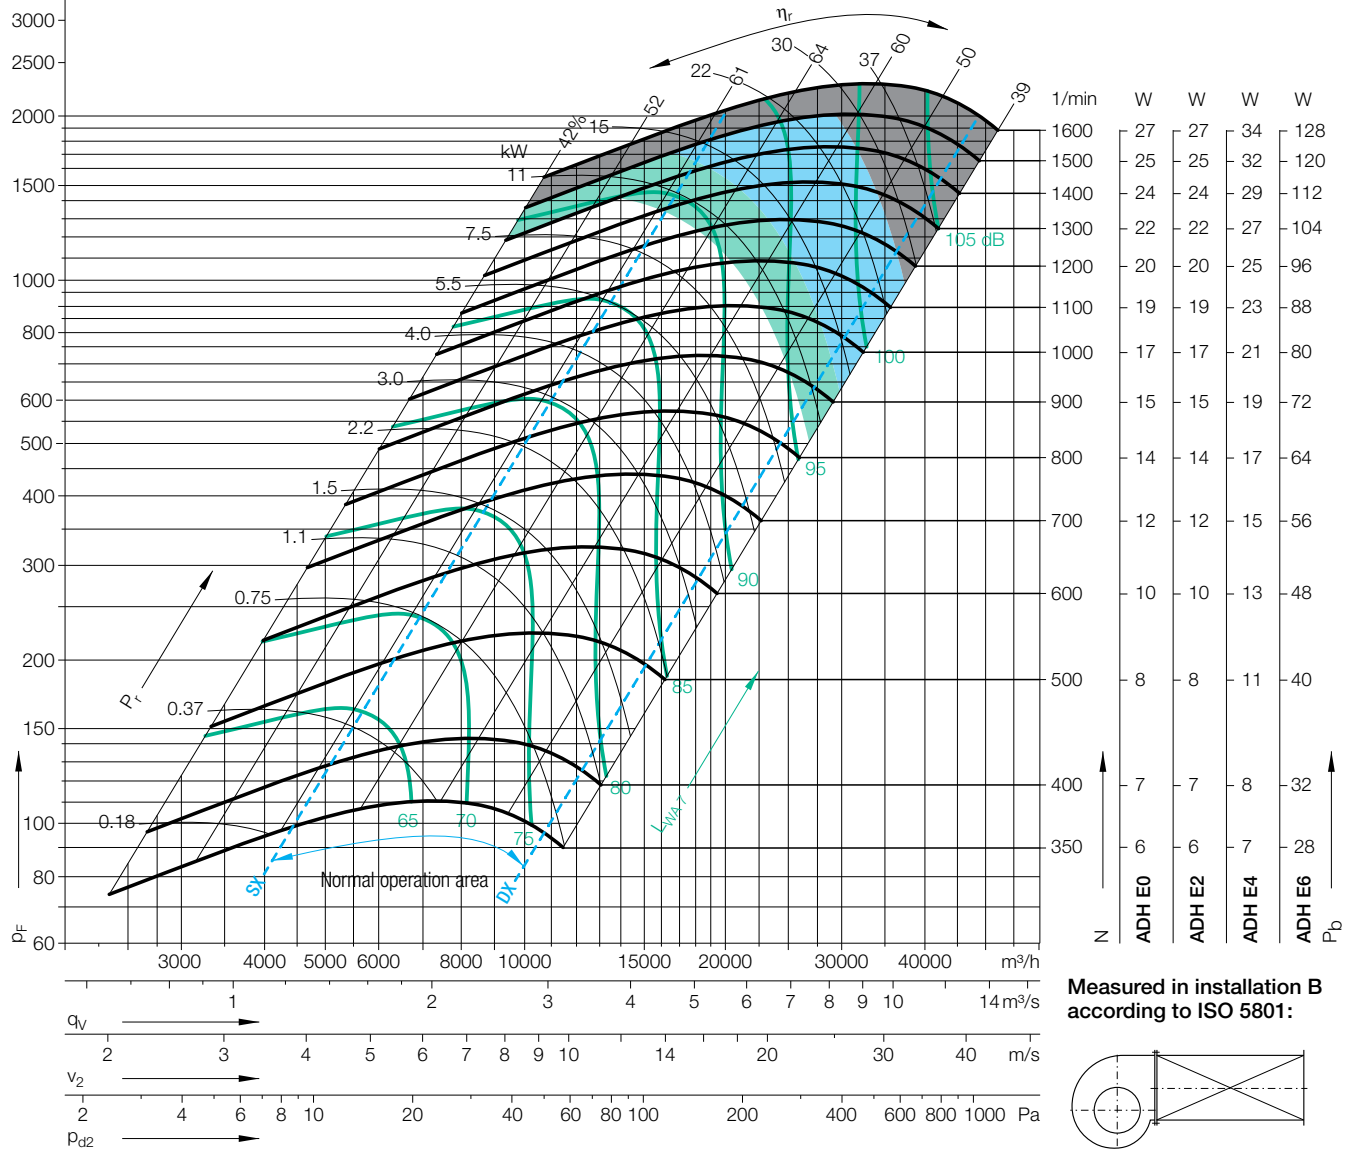 3000
2500
2000
1500
1000
800
600
500
400
300
200
150
100
80
60
pF
Pr
ηr
kW
42%
52
61
64
60
50
39
11
15
22
30
37
7.5
5.5
4.0
3.0
2.2
1.5
1.1
0.75
0.37
0.18
105 dB
100
95
90
85
80
75
70
65
LWA 7
SX
DX
Normal operation area
1/min W W W W
1600 27 27 34 128
1500 25 25 32 120
1400 24 24 29 112
1300 22 22 27 104
1200 20 20 25 96
1100 19 19 23 88
1000 17 17 21 80
900 15 15 19 72
800 14 14 17 64
700 12 12 15 56
600 10 10 13 48
500 8 8 11 40
400 7 7 8 32
350 6 6 7 28
N ADH E0 ADH E2 ADH E4 ADH E6 Pb
3000 4000 5000 6000 8000 10000 15000 20000 30000 40000 m³/h
1 2 3 4 5 6 7 8 9 10 14 m³/s
qV
2 3 4 5 6 7 8 9 10 14 20 30 40 m/s
v2
2 4 6 8 10 20 40 60 80 100 200 400 600 800 1000 Pa
pd2
Measured in installation B
according to ISO 5801: